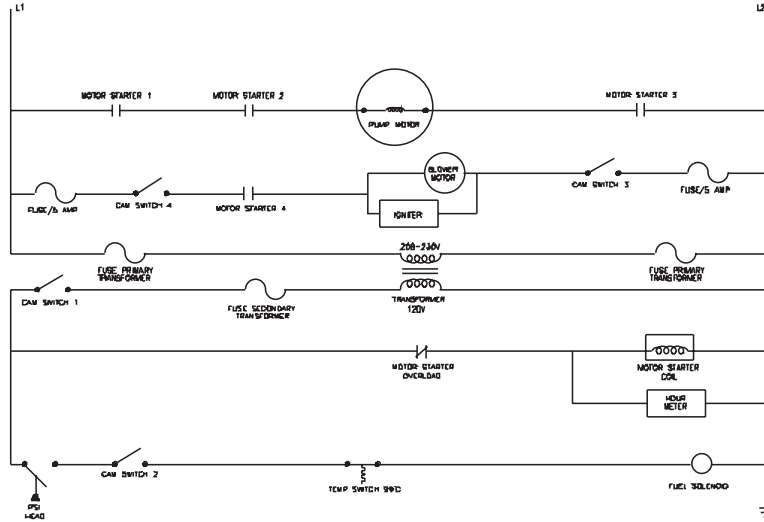 L1
L2
MOTOR STARTER 1
MOTOR STARTER 2
MOTOR STARTER 3
PUMP MOTOR
BLOWER
MOTOR
CAM SWITCH 3
FUSE/5 AMP
FUSE/5 AMP
CAM SWITCH 4
MOTOR STARTER 4
IGNITER
208-230V
FUSE PRIMARY
TRANSFORMER
FUSE PRIMARY
TRANSFORMER
CAM SWITCH 1
FUSE SECONDARY
TRANSFORMER
TRANSFORMER
120V
MOTOR STARTER
OVERLOAD
MOTOR STARTER
COIL
HOUR
METER
CAM SWITCH 2
TEMP SWITCH 99°C
FUEL SOLENOID
PSI
HEAD